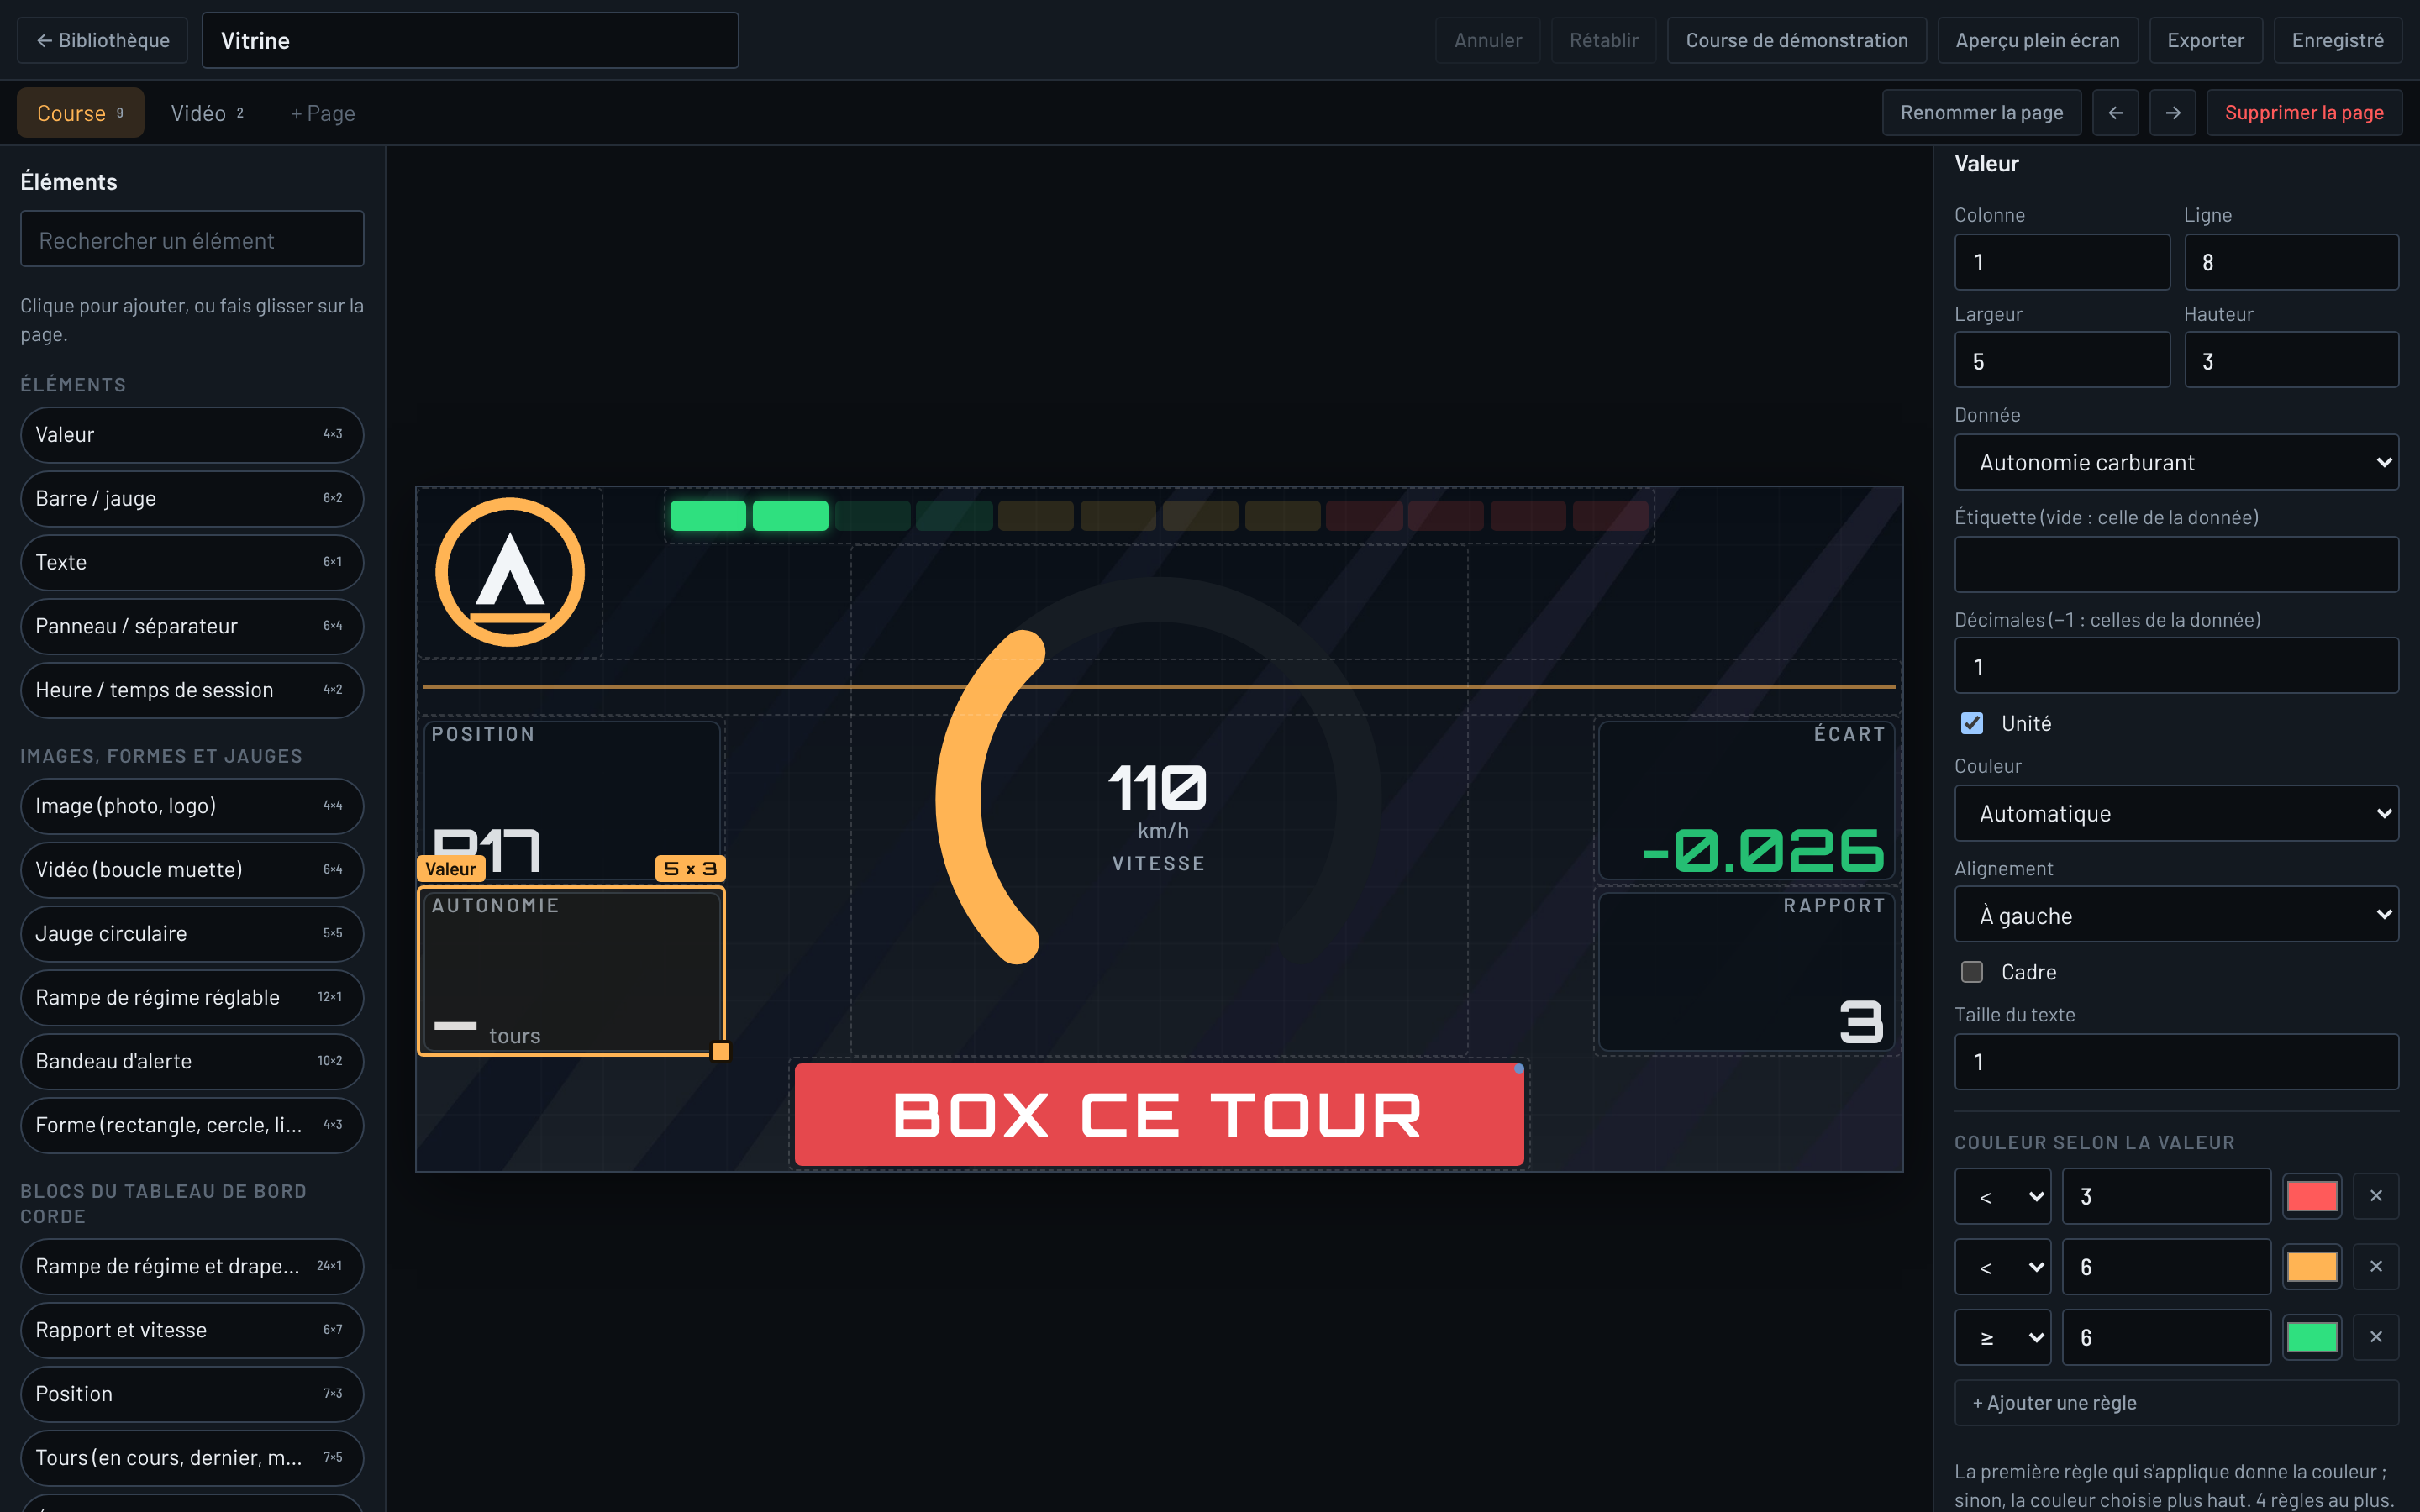 ← Bibliothèque
Vitrine
Annuler
Rétablir
Course de démonstration
Aperçu plein écran
Exporter
Enregistré
Course 9
Vidéo 2
+ Page
Renommer la page
←
→
Supprimer la page
Éléments
Rechercher un élément
Clique pour ajouter, ou fais glisser sur la
page.
ÉLÉMENTS
Valeur 4×3
Barre / jauge 6×2
Texte 6×1
Panneau / séparateur 6×4
Heure / temps de session 4×2
IMAGES, FORMES ET JAUGES
Image (photo, logo) 4×4
Vidéo (boucle muette) 6×4
Jauge circulaire 5×5
Rampe de régime réglable 12×1
Bandeau d'alerte 10×2
Forme (rectangle, cercle, li... 4×3
BLOCS DU TABLEAU DE BORD
CORDE
Rampe de régime et drape... 24×1
Rapport et vitesse 6×7
Position 7×3
Tours (en cours, dernier, m... 7×5
POSITION
P17
Valeur
5 x 3
AUTONOMIE
— tours
110
km/h
VITESSE
ÉCART
-0.026
RAPPORT
3
BOX CE TOUR
Valeur
Colonne
Ligne
1
8
Largeur
Hauteur
5
3
Donnée
Autonomie carburant
Étiquette (vide : celle de la donnée)
Décimales (−1 : celles de la donnée)
1
Unité
Couleur
Automatique
Alignement
À gauche
Cadre
Taille du texte
1
COULEUR SELON LA VALEUR
< 3 ×
< 6 ×
≥ 6 ×
+ Ajouter une règle
La première règle qui s'applique donne la couleur ;
sinon, la couleur choisie plus haut. 4 règles au plus.